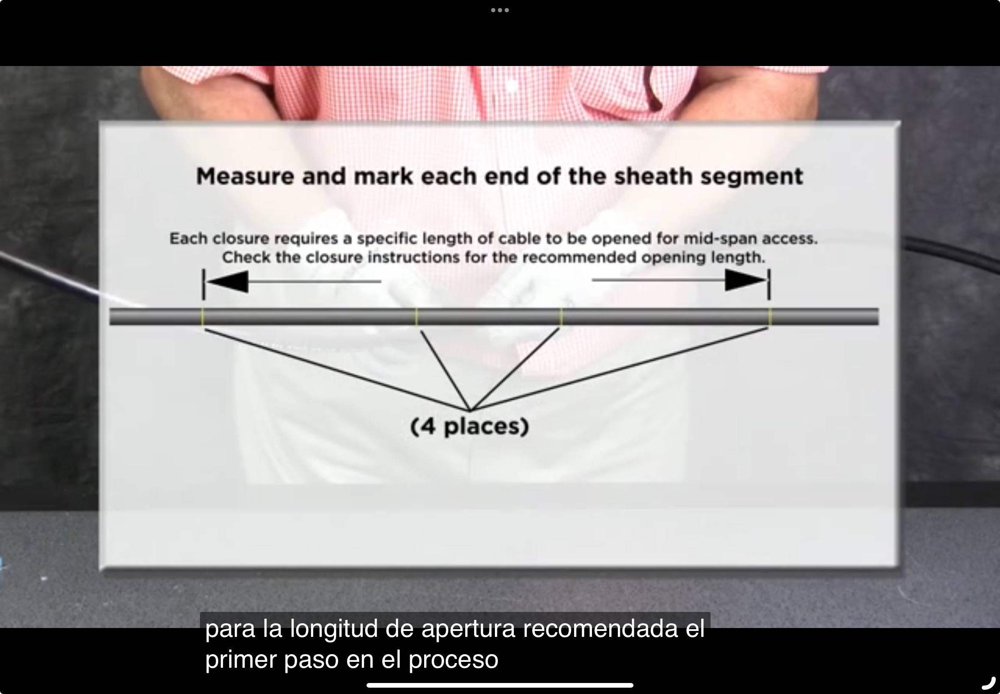 Measure and mark each end of the sheath segment
Each closure requires a specific length of cable to be opened for mid-span access.
Check the closure instructions for the recommended opening length.
(4 places)
para la longitud de apertura recomendada el
primer paso en el proceso